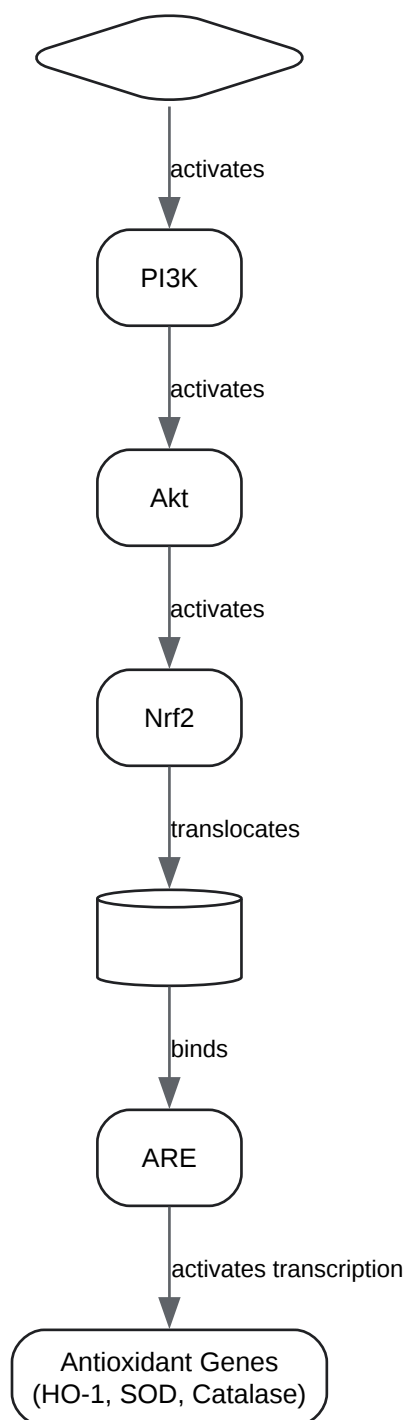 activates
PI3K
activates
Akt
activates
Nrf2
translocates
binds
ARE
activates transcription
Antioxidant Genes
(HO-1, SOD, Catalase)